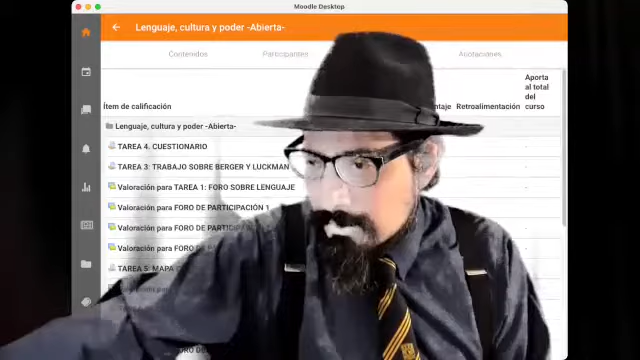 Moodle Desktop
Lenguaje, cultura y poder -Abierta-
Contenidos Participantes Anotaciones
Ítem de calificación Retroalimentación Aporta al total del curso
Lenguaje, cultura y poder -Abierta-
TAREA 4. CUESTIONARIO
TAREA 3: TRABAJO SOBRE BERGER Y LUCKMAN
Valoración para TAREA 1: FORO SOBRE LENGUAJE
Valoración para FORO DE PARTICIPACIÓN 1
Valoración para FORO DE
Valoración para FORO DE
TAREA 5: MAPA